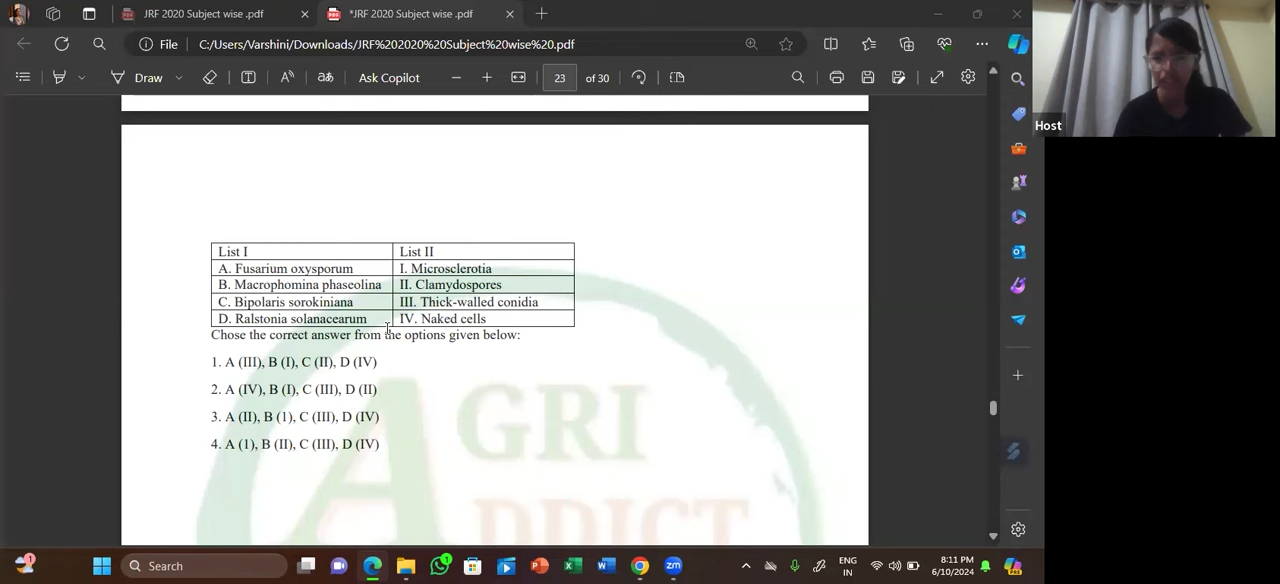 JRF 2020 Subject wise .pdf
*JRF 2020 Subject wise .pdf
File
C:/Users/Varshini/Downloads/JRF%202020%20Subject%20wise%20.pdf
Draw
Ask Copilot
23 of 30
Host
List I List II
A. Fusarium oxysporum I. Microsclerotia
B. Macrophomina phaseolina II. Clamydospores
C. Bipolaris sorokiniana III. Thick-walled conidia
D. Ralstonia solanacearum IV. Naked cells
Chose the correct answer from the options given below:
1. A (III), B (I), C (II), D (IV)
2. A (IV), B (I), C (III), D (II)
3. A (II), B (1), C (III), D (IV)
4. A (1), B (II), C (III), D (IV)
AGRI
ADDICT
Search
ENG
IN
8:11 PM
6/10/2024